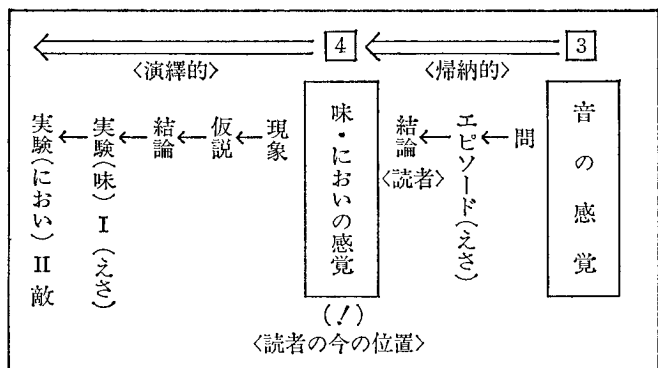 3
4
〈帰納的〉
〈演繹的〉
音の感覚
問
エピソード(えさ)
結論
〈読者〉
味・においの感覚
(！)
〈読者の今の位置〉
現象
仮説
結論
実験(味)Ⅰ(えさ)
実験(におい)Ⅱ敵